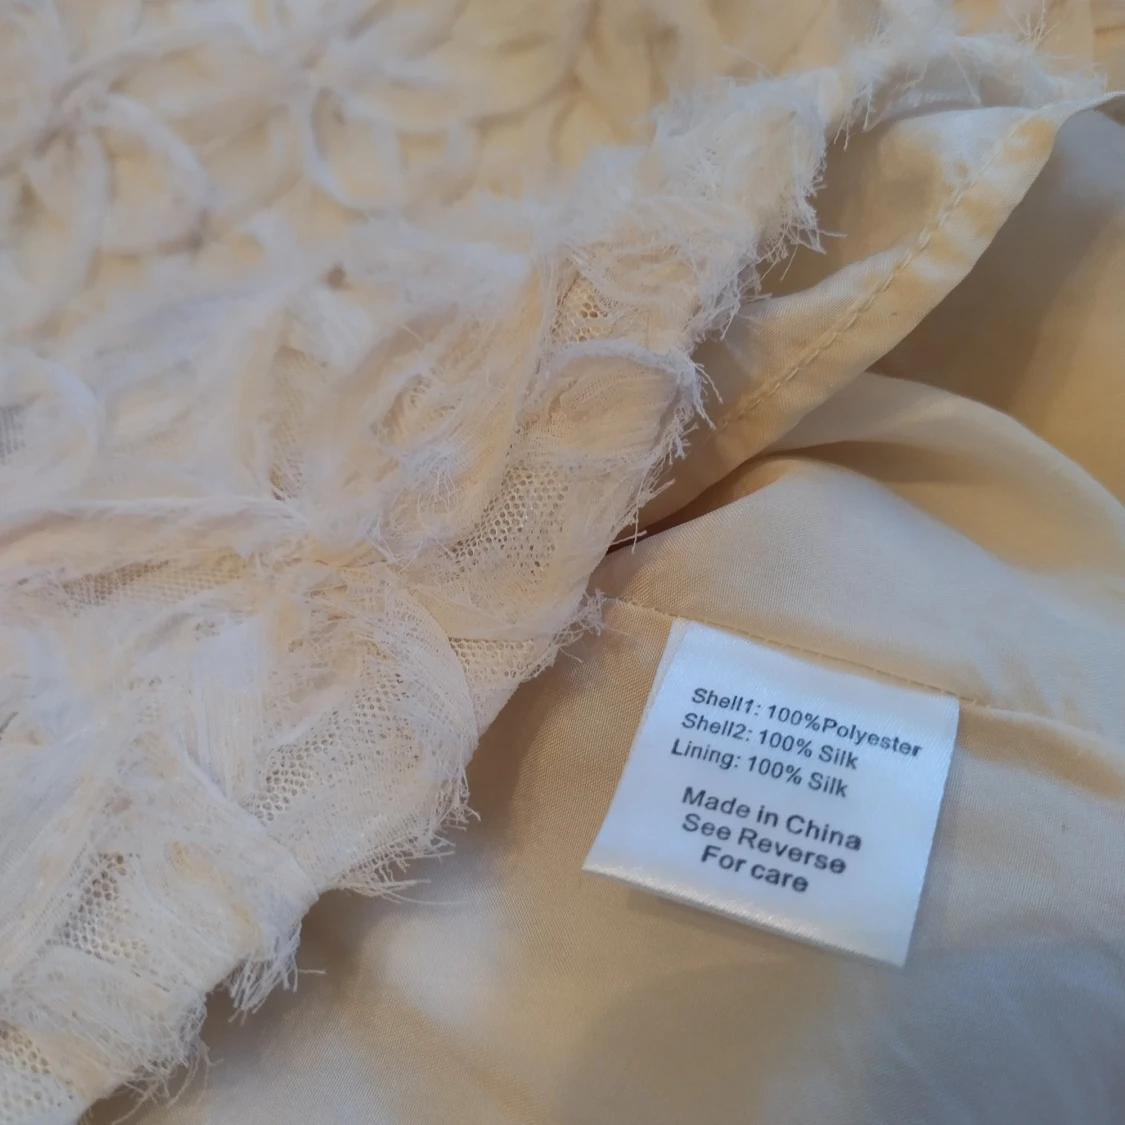 Shell1: 100%Polyester
Shell2: 100% Silk
Lining: 100% Silk
Made in China
See Reverse
For care